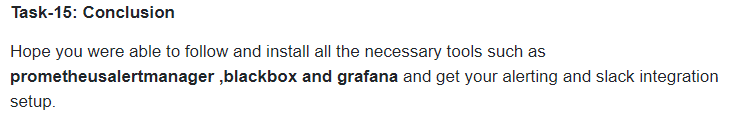 Task-15: Conclusion
Hope you were able to follow and install all the necessary tools such as
prometheusalertmanager ,blackbox and grafana and get your alerting and slack integration
setup.